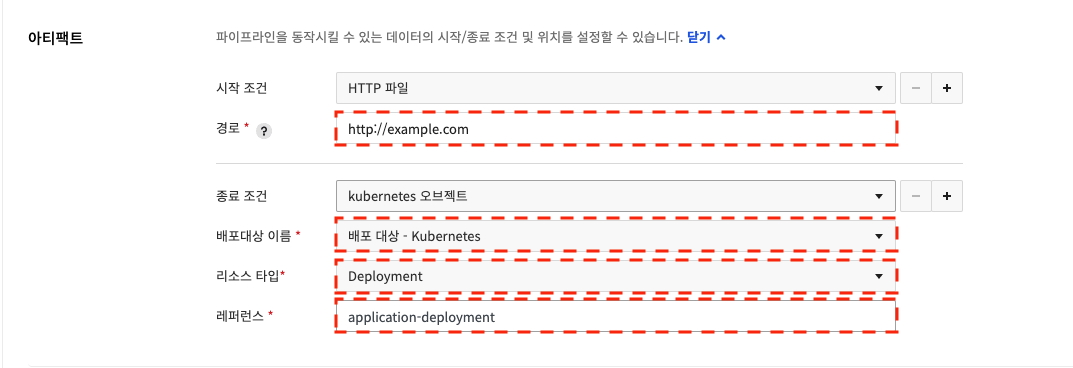 아티팩트 파이프라인을 동작시킬 수 있는 데이터의 시작/종료 조건 및 위치를 설정할 수 있습니다. 닫기
시작 조건 HTTP 파일 − +
경로 * ? http://example.com
종료 조건 kubernetes 오브젝트 − +
배포대상 이름 * 배포 대상 - Kubernetes
리소스 타입* Deployment
레퍼런스 * application-deployment